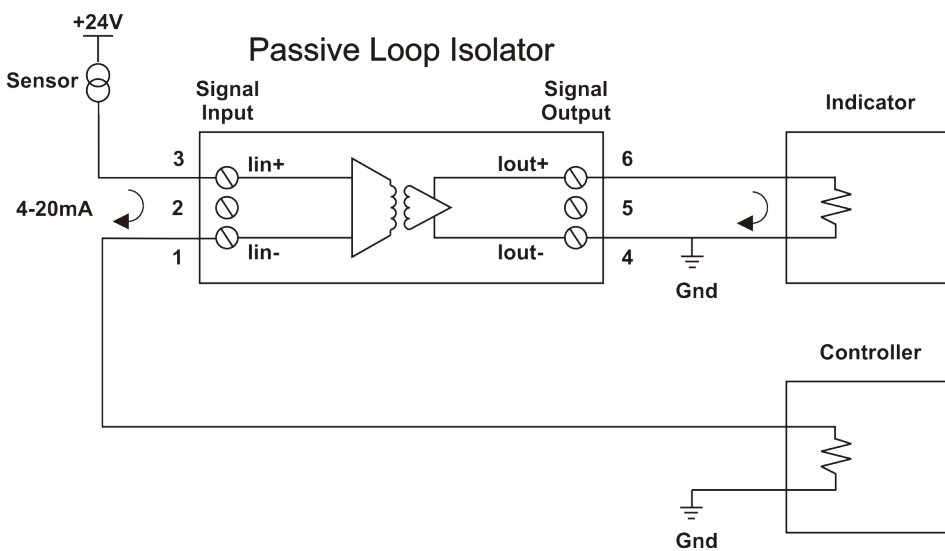 +24V
Passive Loop Isolator
Sensor
Signal
Input
Signal
Output
Indicator
3
Iin+
Iout+
6
4-20mA
2
5
1
Iin-
Iout-
4
Gnd
Controller
Gnd